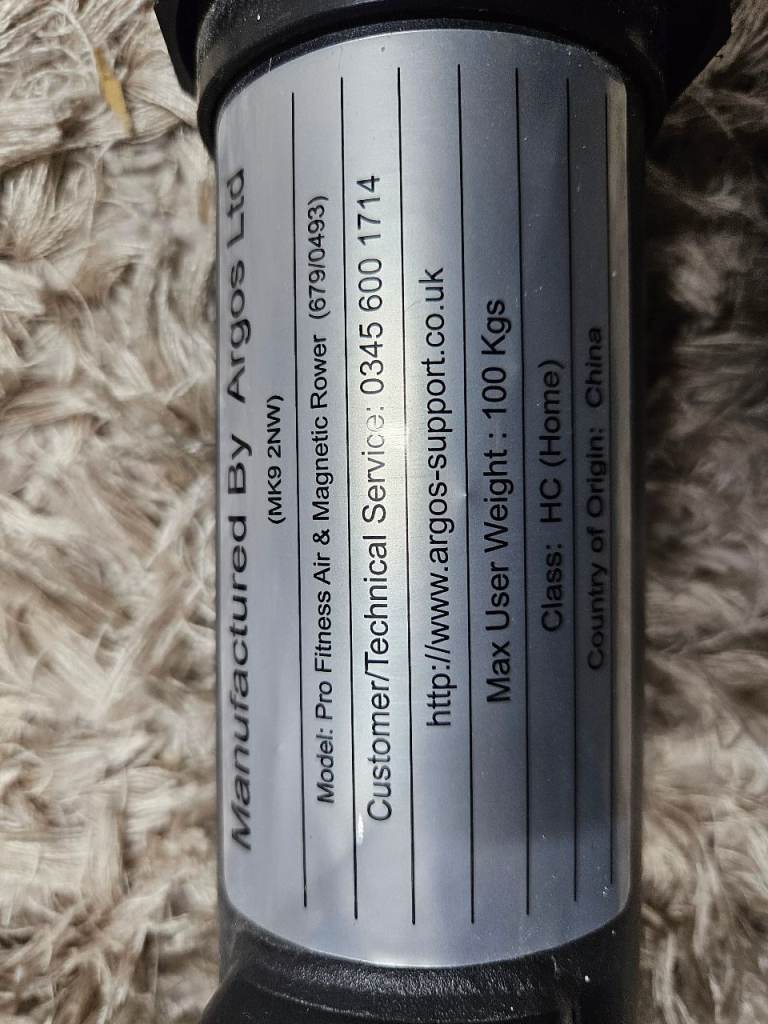 Manufactured By Argos Ltd
(MK9 2NW)
Model: Pro Fitness Air & Magnetic Rower (679/0493)
Customer/Technical Service: 0345 600 1714
http://www.argos-support.co.uk
Max User Weight : 100 Kgs
Class: HC (Home)
Country of Origin: China